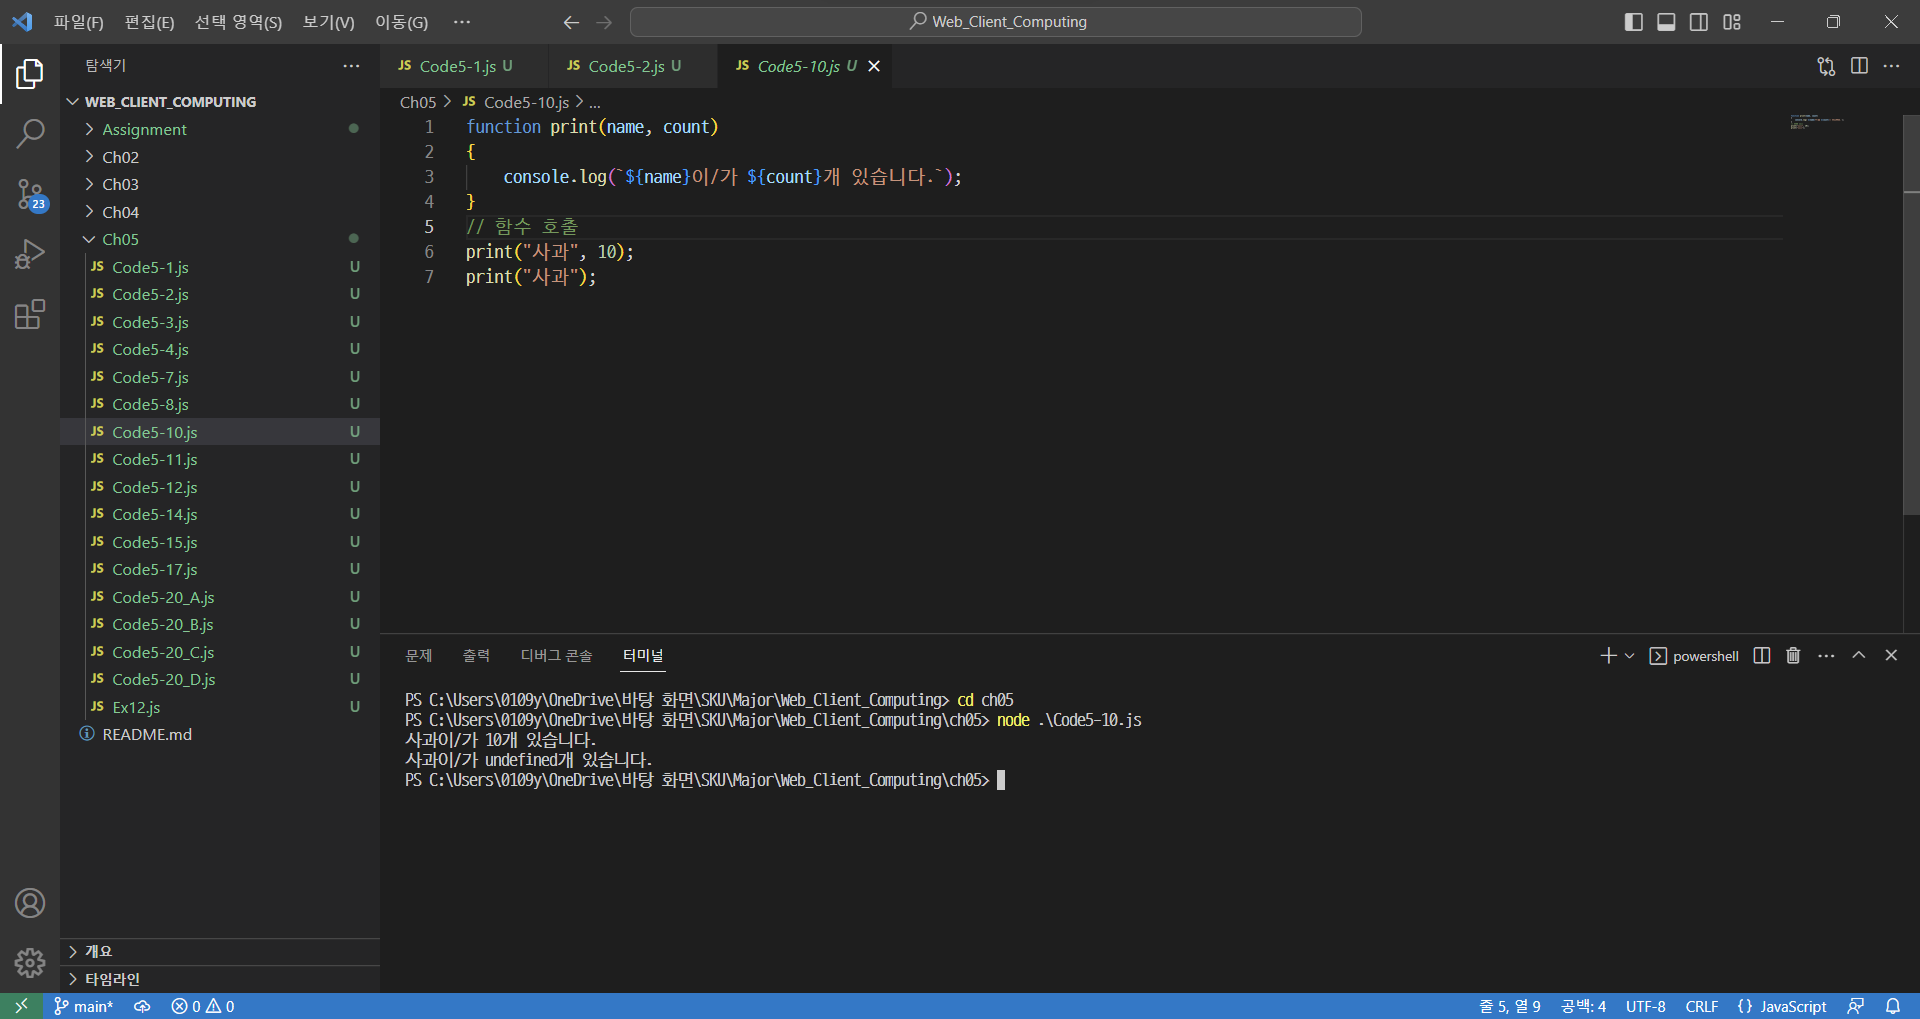 파일(F) 편집(E) 선택 영역(S) 보기(V) 이동(G) ··· Web_Client_Computing
탐색기
WEB_CLIENT_COMPUTING
Assignment
Ch02
Ch03
Ch04
Ch05
JS Code5-1.js U
JS Code5-2.js U
JS Code5-3.js U
JS Code5-4.js U
JS Code5-7.js U
JS Code5-8.js U
JS Code5-10.js U
JS Code5-11.js U
JS Code5-12.js U
JS Code5-14.js U
JS Code5-15.js U
JS Code5-17.js U
JS Code5-20_A.js U
JS Code5-20_B.js U
JS Code5-20_C.js U
JS Code5-20_D.js U
JS Ex12.js U
README.md
개요
타임라인
23
JS Code5-1.js U JS Code5-2.js U JS Code5-10.js U
Ch05 > JS Code5-10.js > ...
1 function print(name, count)
2 {
3 console.log(`${name}이/가 ${count}개 있습니다.`);
4 }
5 // 함수 호출
6 print("사과", 10);
7 print("사과");
문제 출력 디버그 콘솔 터미널 powershell
PS C:\Users\0109y\OneDrive\바탕 화면\SKU\Major\Web_Client_Computing> cd ch05
PS C:\Users\0109y\OneDrive\바탕 화면\SKU\Major\Web_Client_Computing\ch05> node .\Code5-10.js
사과이/가 10개 있습니다.
사과이/가 undefined개 있습니다.
PS C:\Users\0109y\OneDrive\바탕 화면\SKU\Major\Web_Client_Computing\ch05>
main* 0 0 줄 5, 열 9 공백: 4 UTF-8 CRLF {} JavaScript